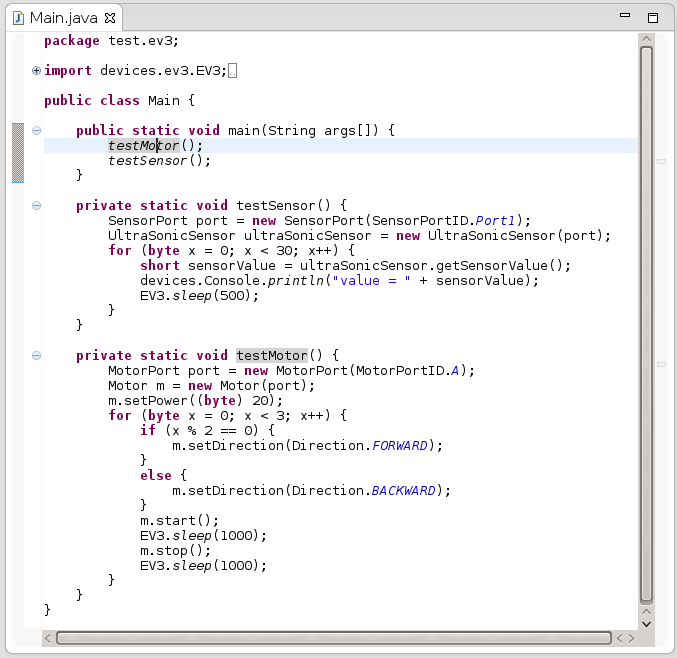 Main.java
package test.ev3;
import devices.ev3.EV3;
public class Main {
public static void main(String args[]) {
testMotor();
testSensor();
}
private static void testSensor() {
SensorPort port = new SensorPort(SensorPortID.Port1);
UltraSonicSensor ultraSonicSensor = new UltraSonicSensor(port);
for (byte x = 0; x < 30; x++) {
short sensorValue = ultraSonicSensor.getSensorValue();
devices.Console.println("value = " + sensorValue);
EV3.sleep(500);
}
}
private static void testMotor() {
MotorPort port = new MotorPort(MotorPortID.A);
Motor m = new Motor(port);
m.setPower((byte) 20);
for (byte x = 0; x < 3; x++) {
if (x % 2 == 0) {
m.setDirection(Direction.FORWARD);
}
else {
m.setDirection(Direction.BACKWARD);
}
m.start();
EV3.sleep(1000);
m.stop();
EV3.sleep(1000);
}
}
}